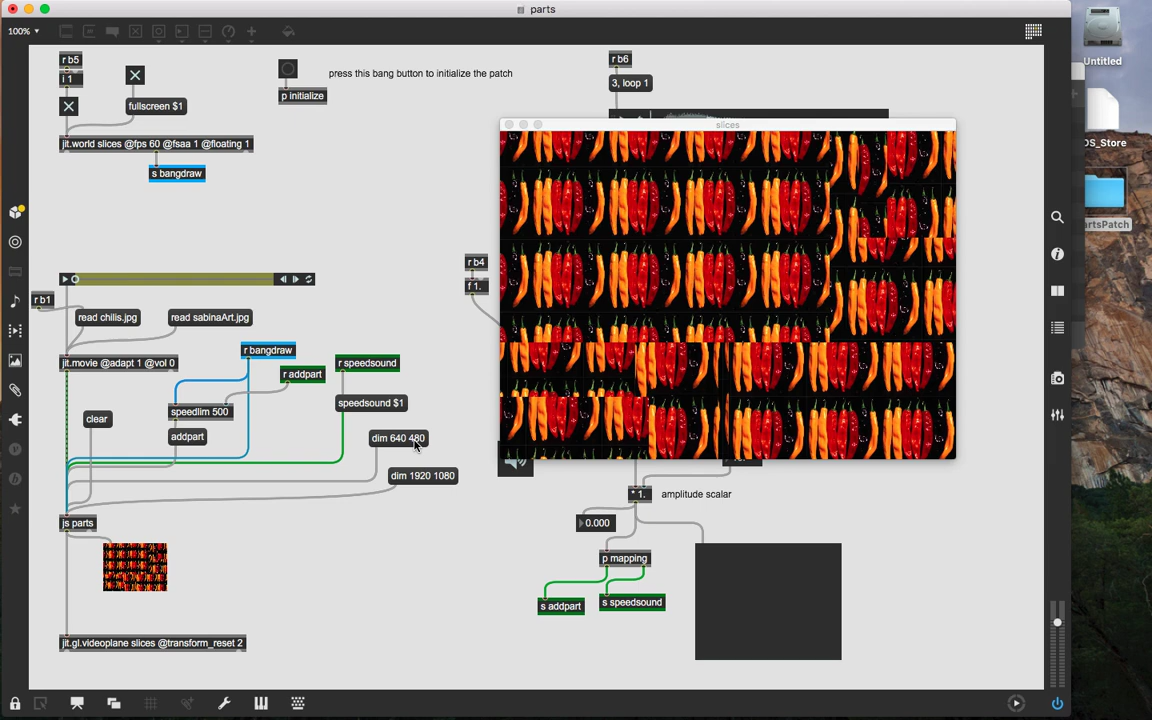 parts
100%
Untitled
r b5
i 1
fullscreen $1
press this bang button to initialize the patch
p initialize
r b6
3, loop 1
slices
jit.world slices @fps 60 @fsaa 1 @floating 1
s bangdraw
DS_Store
artsPatch
r b4
f 1.
r b1
read chilis.jpg
read sabinaArt.jpg
jit.movie @adapt 1 @vol 0
r bangdraw
r addpart
r speedsound
speedlim 500
speedsound $1
clear
addpart
dim 640 480
dim 1920 1080
js parts
* 1.
amplitude scalar
0.000
p mapping
s addpart
s speedsound
jit.gl.videoplane slices @transform_reset 2